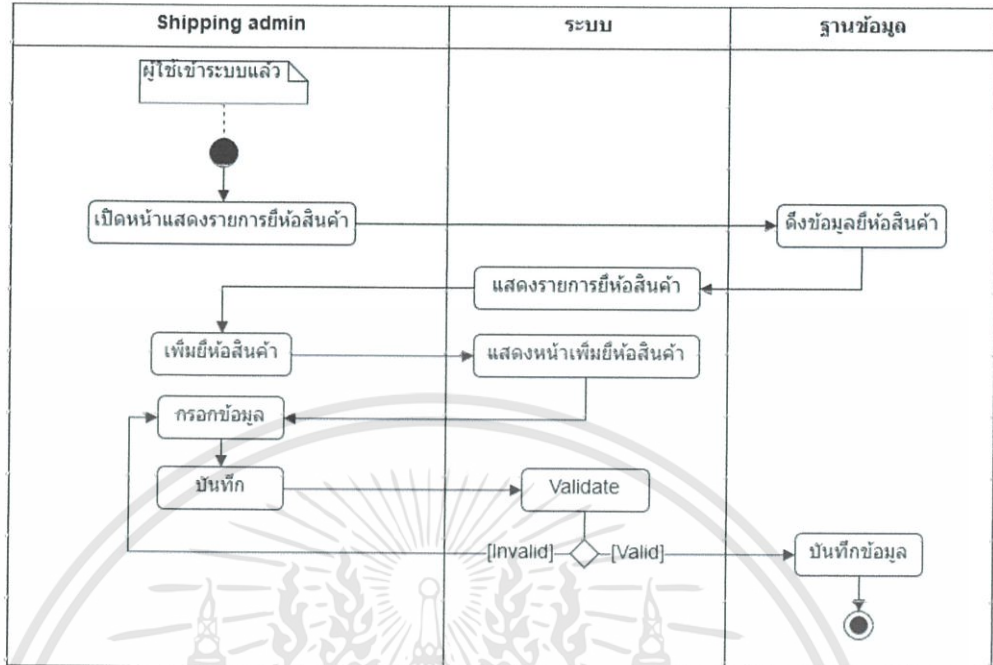 Shipping admin
ระบบ
ฐานข้อมูล
ผู้ใช้เข้าระบบแล้ว
เปิดหน้าแสดงรายการยี่ห้อสินค้า
ดึงข้อมูลยี่ห้อสินค้า
แสดงรายการยี่ห้อสินค้า
เพิ่มยี่ห้อสินค้า
แสดงหน้าเพิ่มยี่ห้อสินค้า
กรอกข้อมูล
บันทึก
Validate
[Invalid]
[Valid]
บันทึกข้อมูล